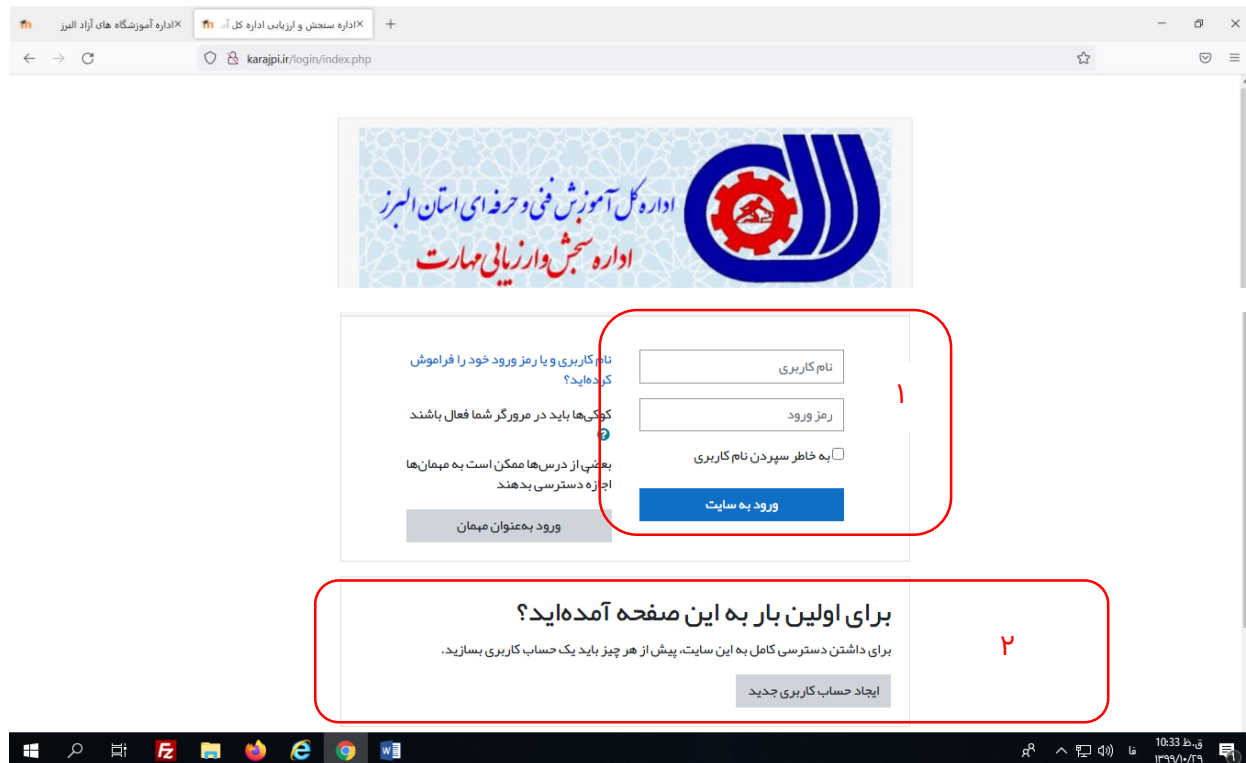 اداره آموزشگاه های آزاد البرز
اداره سنجش و ارزیابی اداره کل آ
karajpi.ir/login/index.php
اداره کل آموزش فنی و حرفه ای استان البرز
اداره سنجش و ارزیابی مهارت
نام کاربری
رمز ورود
به خاطر سپردن نام کاربری
ورود به سایت
۱
نام کاربری و یا رمز ورود خود را فراموش
کرده‌اید؟
کوکی‌ها باید در مرورگر شما فعال باشند
بعضی از درس‌ها ممکن است به مهمان‌ها
اجازه دسترسی بدهند
ورود به‌عنوان مهمان
برای اولین بار به این صفحه آمده‌اید؟
برای داشتن دسترسی کامل به این سایت، پیش از هر چیز باید یک حساب کاربری بسازید.
ایجاد حساب کاربری جدید
۲
فا
10:33 ق.ظ
۱۳۹۹/۱۰/۲۹